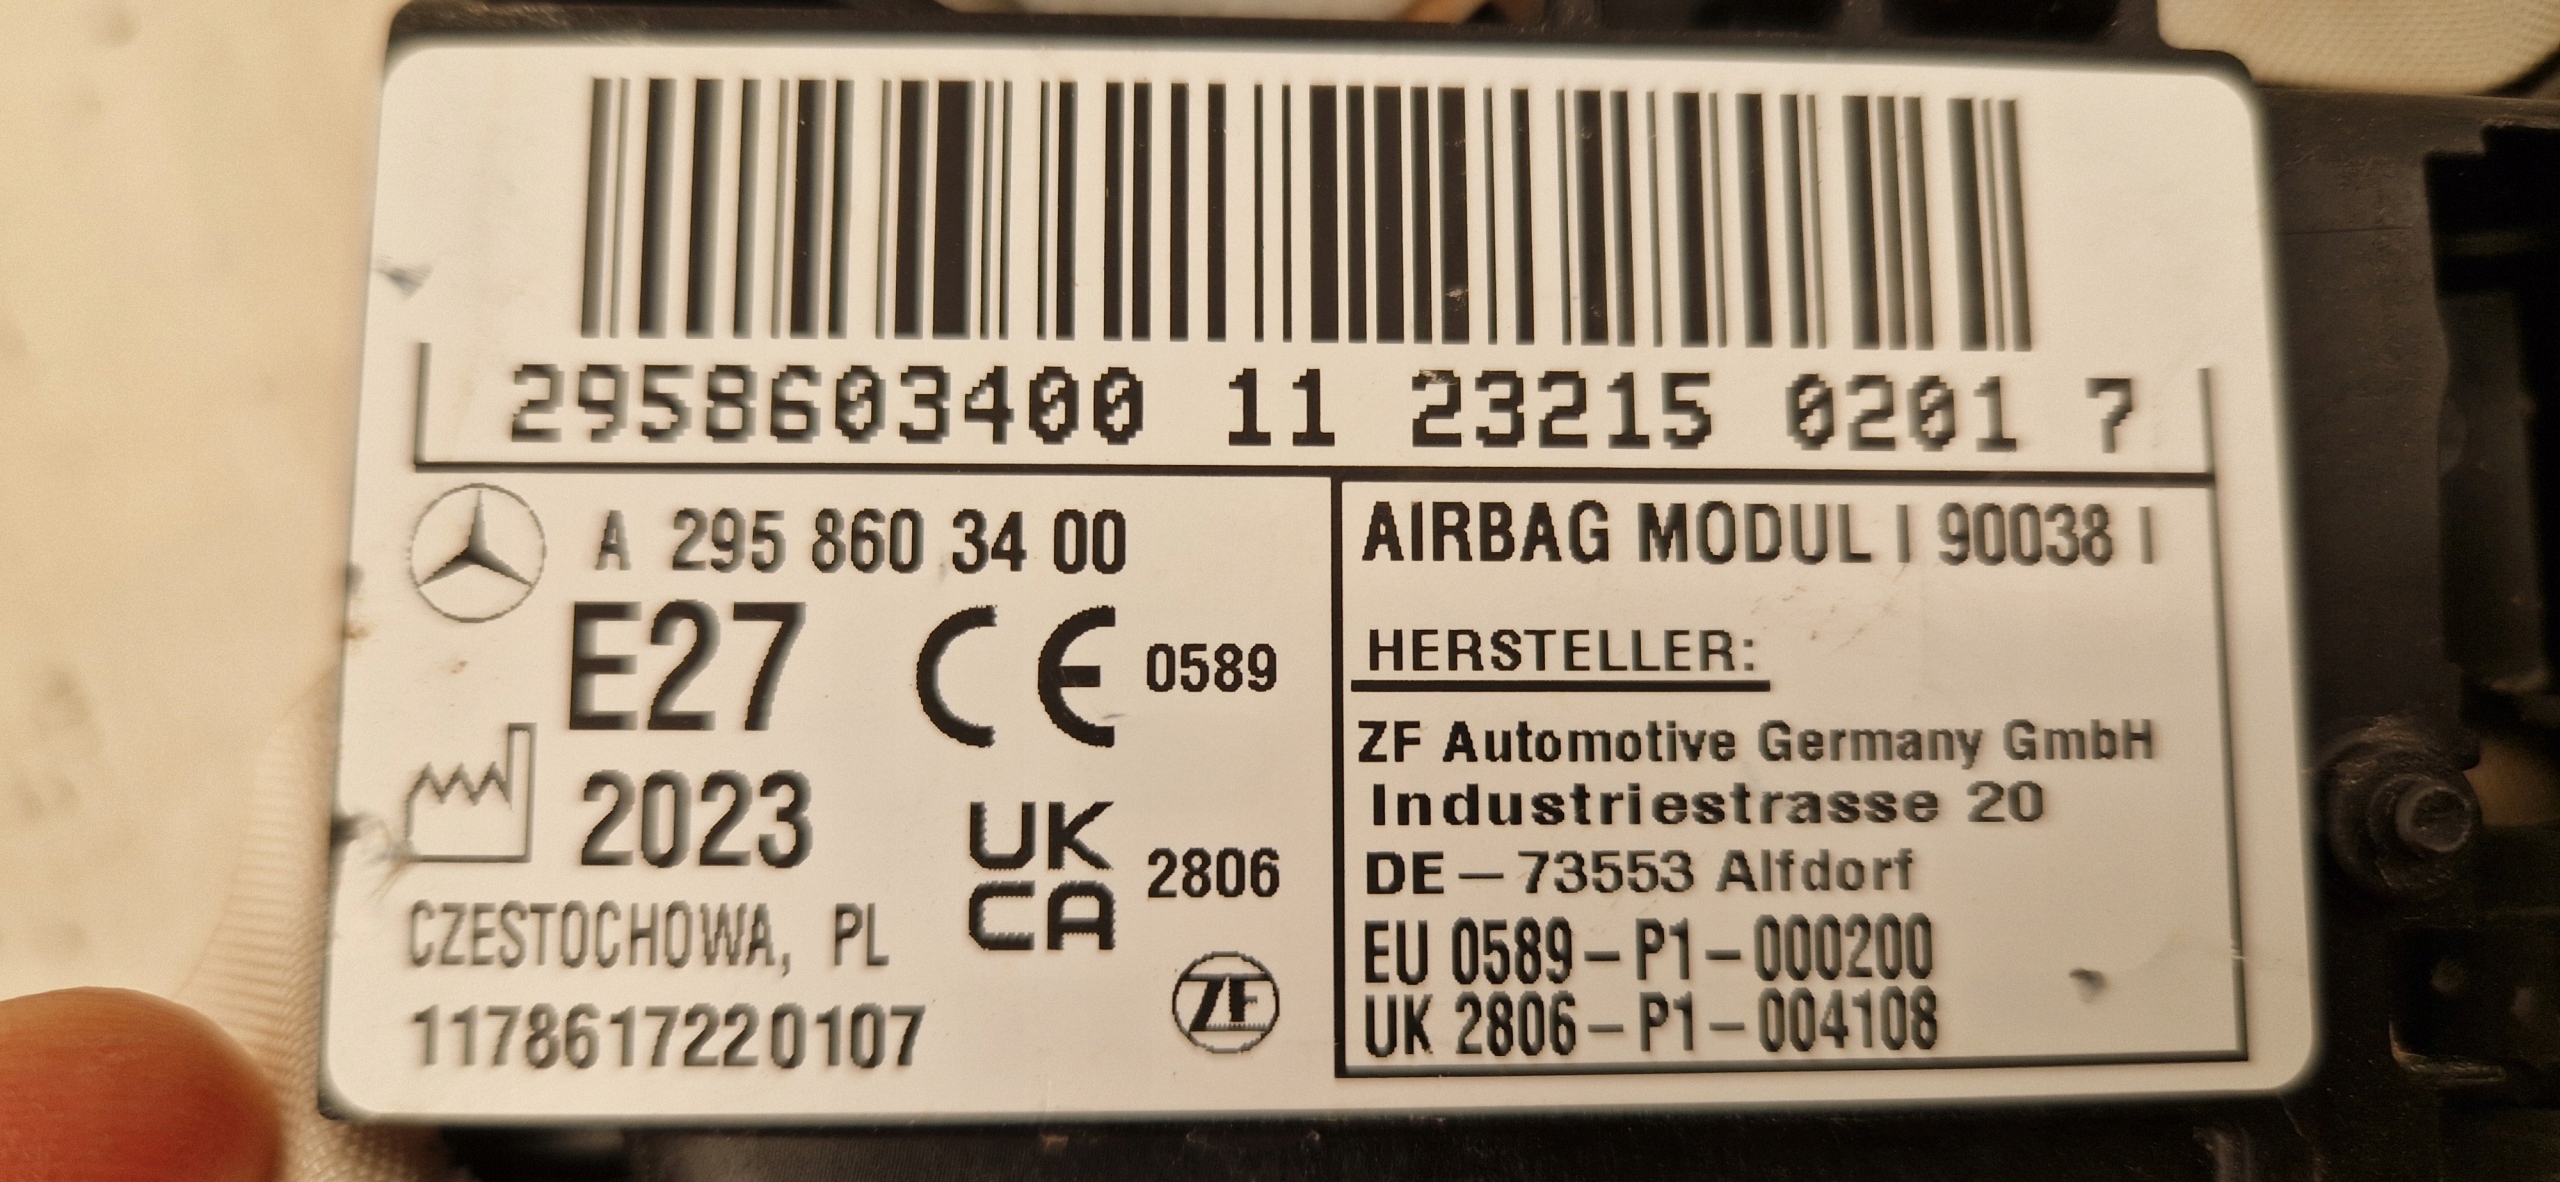 2958603400 11 23215 0201 7
A 295 860 34 00
E27 CE 0589
2023
UK
CA 2806
CZESTOCHOWA, PL
1178617220107
ZF
AIRBAG MODUL | 90038 |
HERSTELLER:
ZF Automotive Germany GmbH
Industriestrasse 20
DE – 73553 Alfdorf
EU 0589 – P1 – 000200
UK 2806 – P1 – 004108